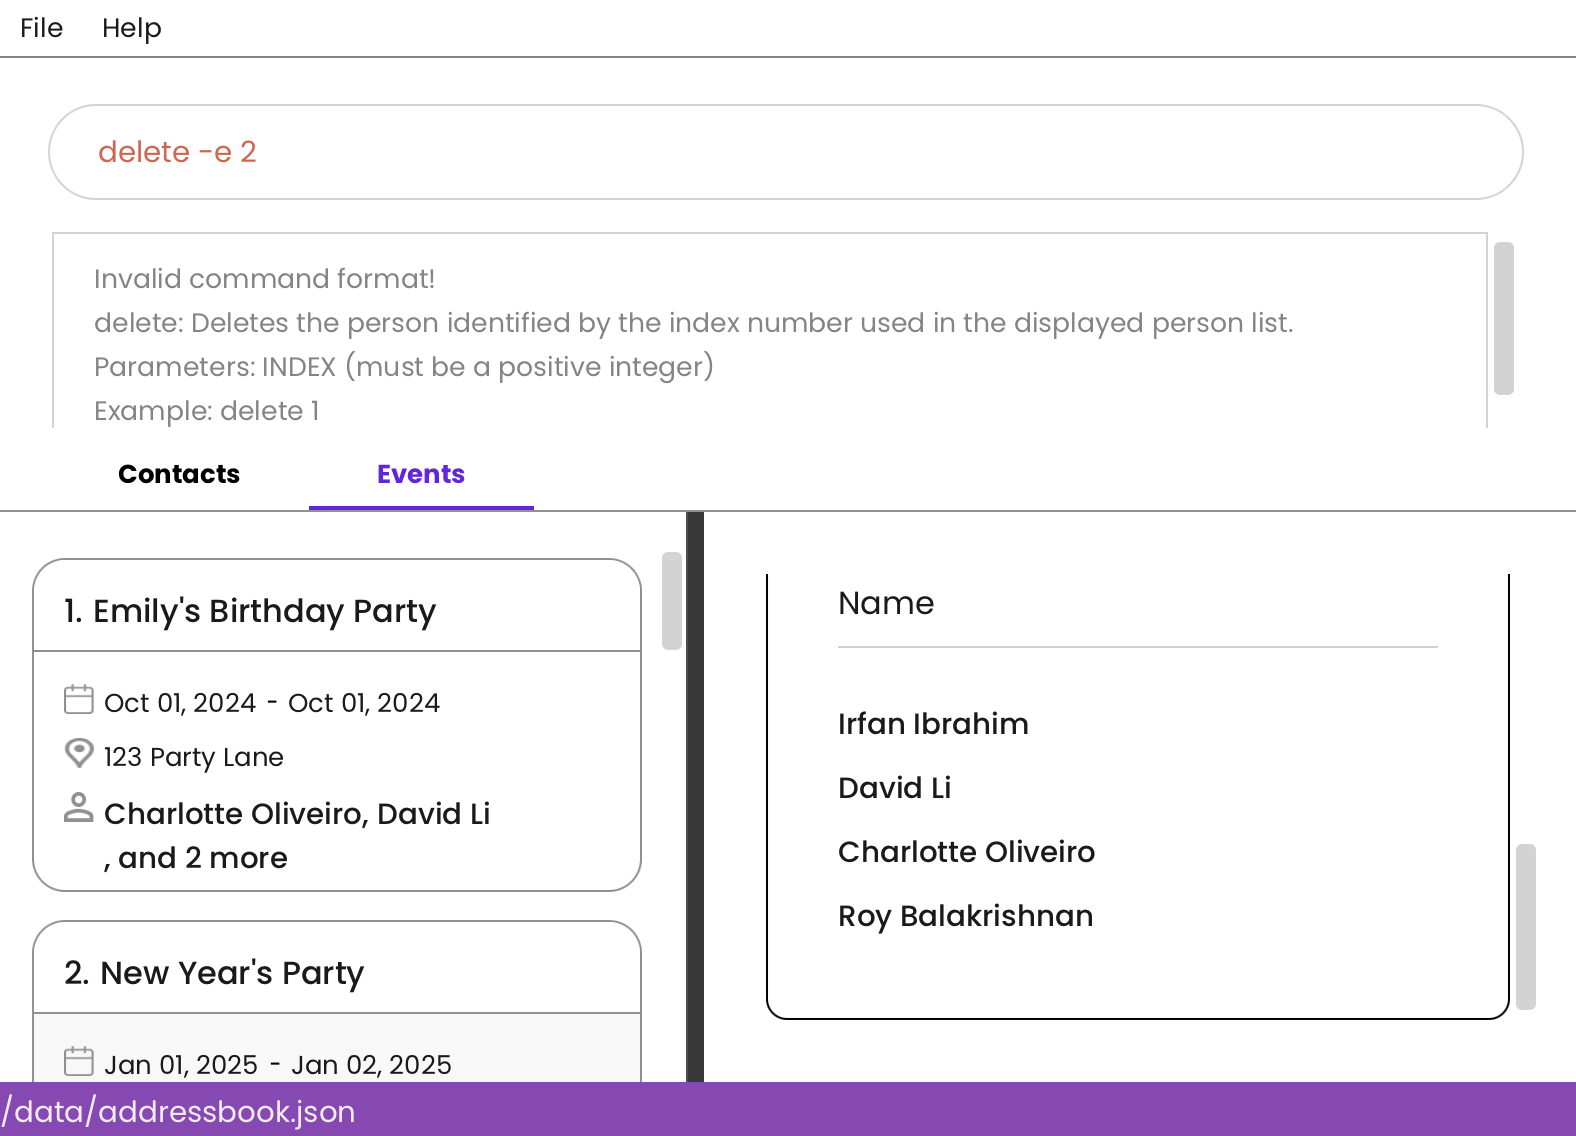 File Help
delete -e 2
Invalid command format!
delete: Deletes the person identified by the index number used in the displayed person list.
Parameters: INDEX (must be a positive integer)
Example: delete 1
Contacts Events
1. Emily's Birthday Party
Oct 01, 2024 - Oct 01, 2024
123 Party Lane
Charlotte Oliveiro, David Li
, and 2 more
2. New Year's Party
Jan 01, 2025 - Jan 02, 2025
Name
Irfan Ibrahim
David Li
Charlotte Oliveiro
Roy Balakrishnan
/data/addressbook.json